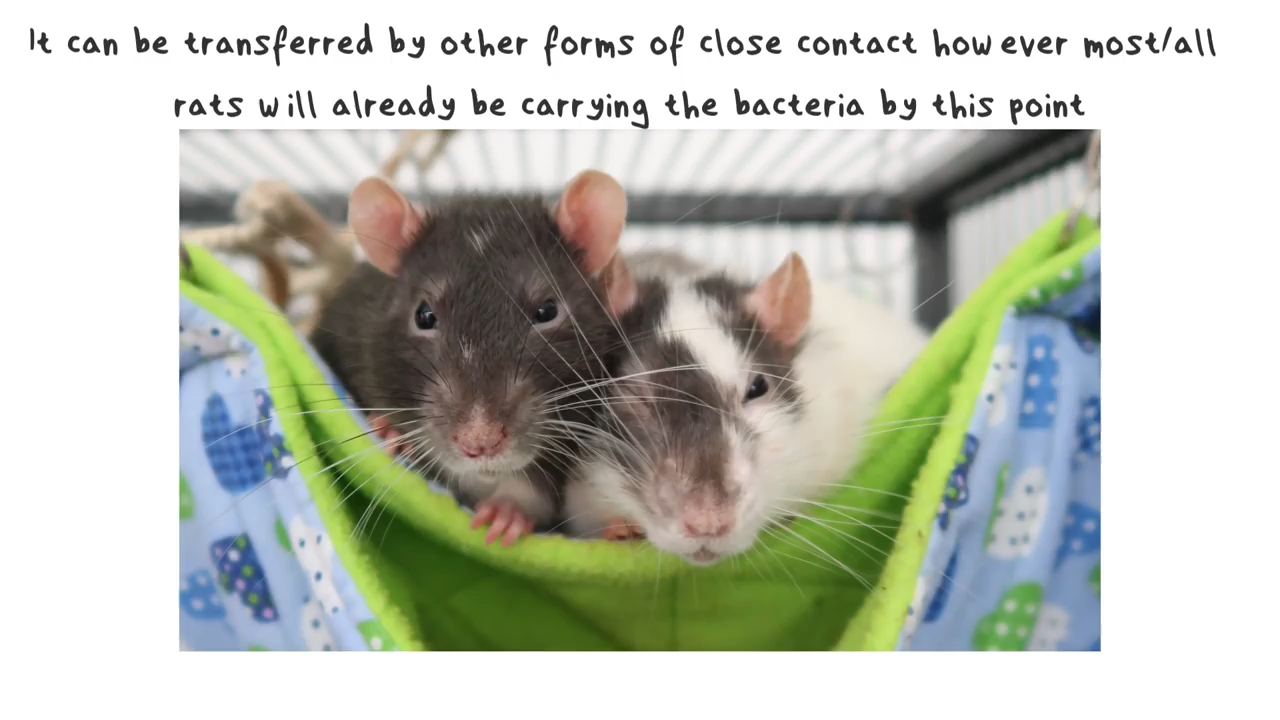 It can be transferred by other forms of close contact however most/all
rats will already be carrying the bacteria by this point